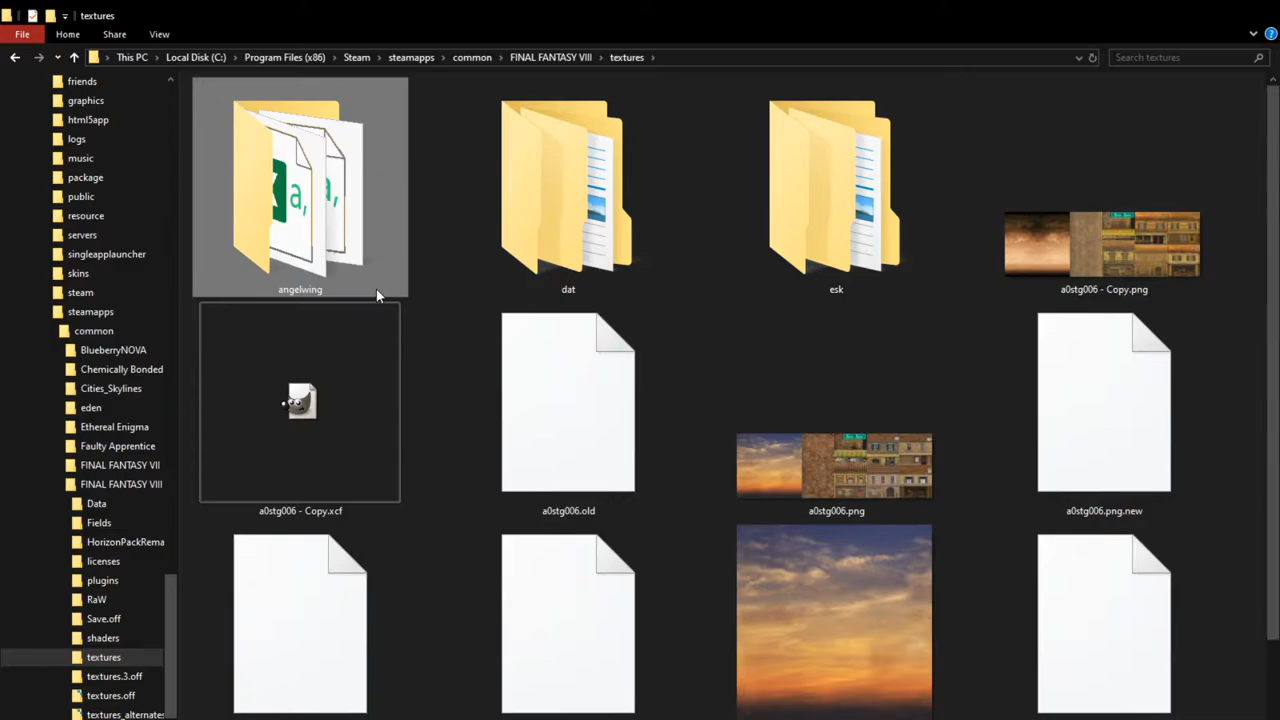 textures
File Home Share View
This PC Local Disk (C:) Program Files (x86) Steam steamapps common FINAL FANTASY VIII textures
Search textures
friends
graphics
html5app
logs
music
package
public
resource
servers
singleapplauncher
skins
steam
steamapps
common
BlueberryNOVA
Chemically Bonded
Cities_Skylines
eden
Ethereal Enigma
Faulty Apprentice
FINAL FANTASY VII
FINAL FANTASY VIII
Data
Fields
HorizonPackRema
licenses
plugins
RaW
Save.off
shaders
textures
textures.3.off
textures.off
textures_alternates
a,
a,
angelwing
dat
esk
a0stg006 - Copy.png
a0stg006 - Copy.xcf
a0stg006.old
a0stg006.png
a0stg006.png.new